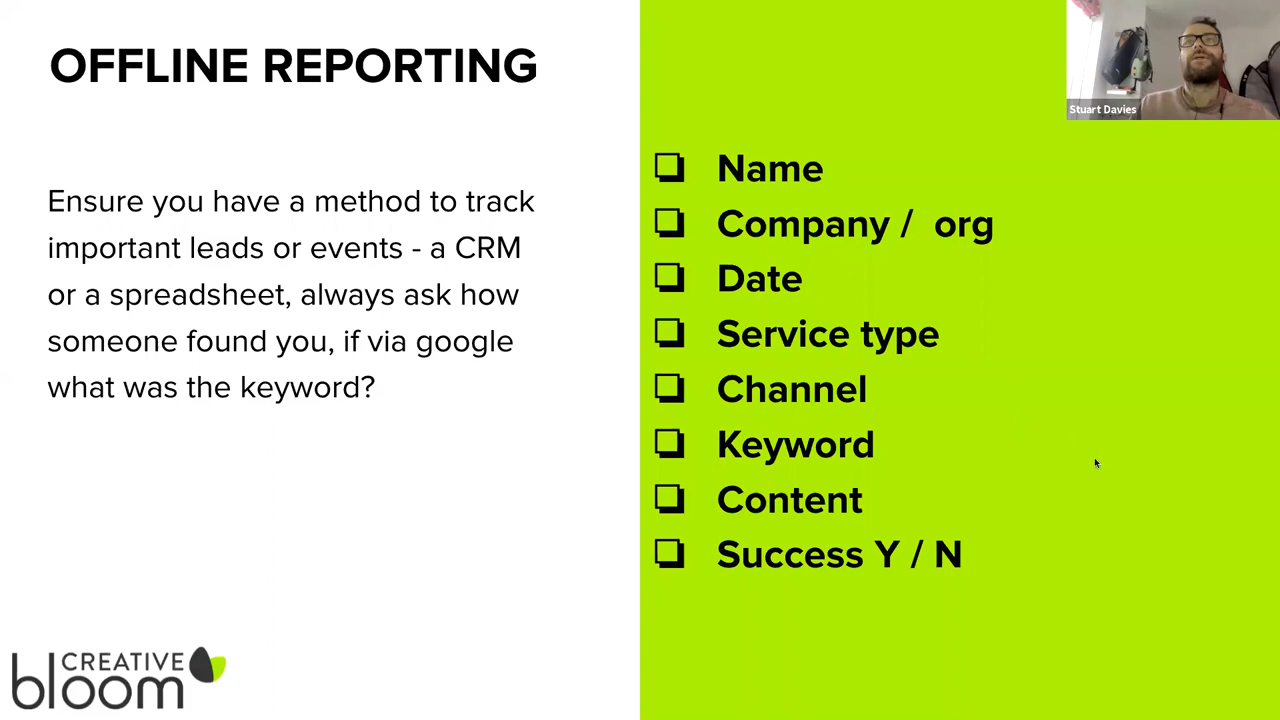 OFFLINE REPORTING
Ensure you have a method to track
important leads or events - a CRM
or a spreadsheet, always ask how
someone found you, if via google
what was the keyword?
Name
Company / org
Date
Service type
Channel
Keyword
Content
Success Y / N
Stuart Davies
CREATIVE
bloom